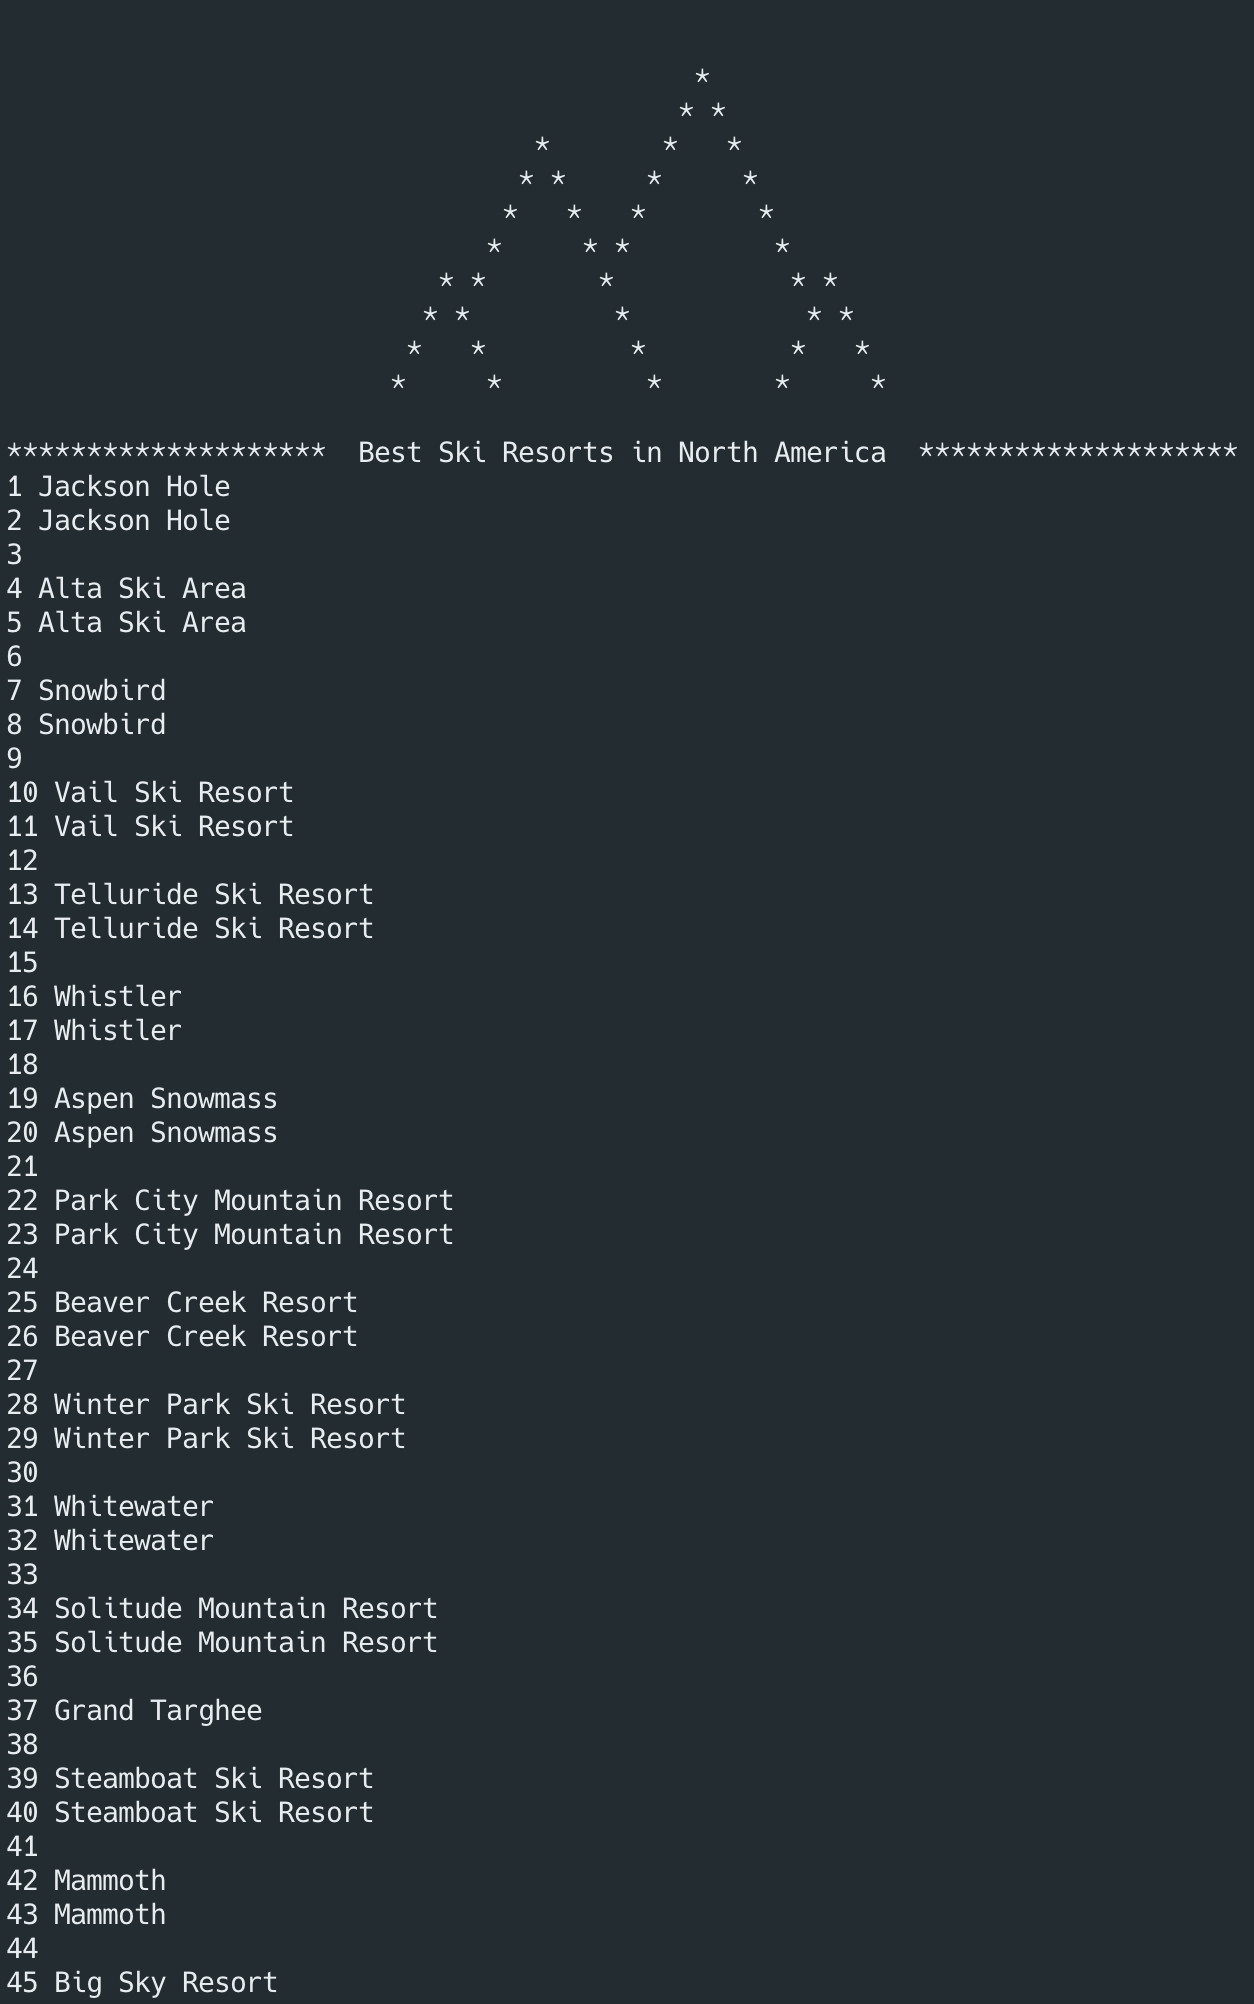 *
                                          * *
                                 *       *   *
                                * *     *     *
                               *   *   *       *
                              *     * *         *
                           * *       *           * *
                          * *         *           * *
                         *   *         *         *   *
                        *     *         *       *     *
********************  Best Ski Resorts in North America  ********************
1 Jackson Hole
2 Jackson Hole
3
4 Alta Ski Area
5 Alta Ski Area
6
7 Snowbird
8 Snowbird
9
10 Vail Ski Resort
11 Vail Ski Resort
12
13 Telluride Ski Resort
14 Telluride Ski Resort
15
16 Whistler
17 Whistler
18
19 Aspen Snowmass
20 Aspen Snowmass
21
22 Park City Mountain Resort
23 Park City Mountain Resort
24
25 Beaver Creek Resort
26 Beaver Creek Resort
27
28 Winter Park Ski Resort
29 Winter Park Ski Resort
30
31 Whitewater
32 Whitewater
33
34 Solitude Mountain Resort
35 Solitude Mountain Resort
36
37 Grand Targhee
38
39 Steamboat Ski Resort
40 Steamboat Ski Resort
41
42 Mammoth
43 Mammoth
44
45 Big Sky Resort